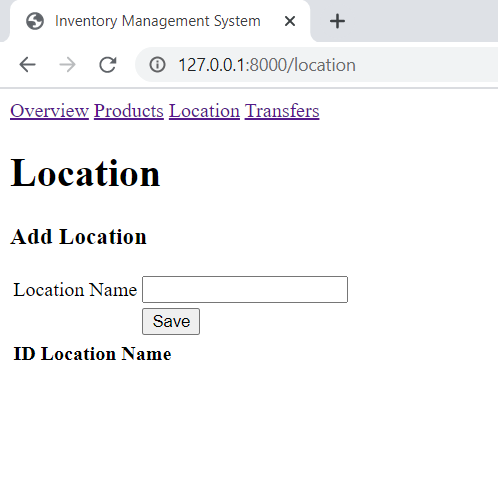 Inventory Management System
127.0.0.1:8000/location
Overview Products Location Transfers
Location
Add Location
Location Name
Save
ID Location Name